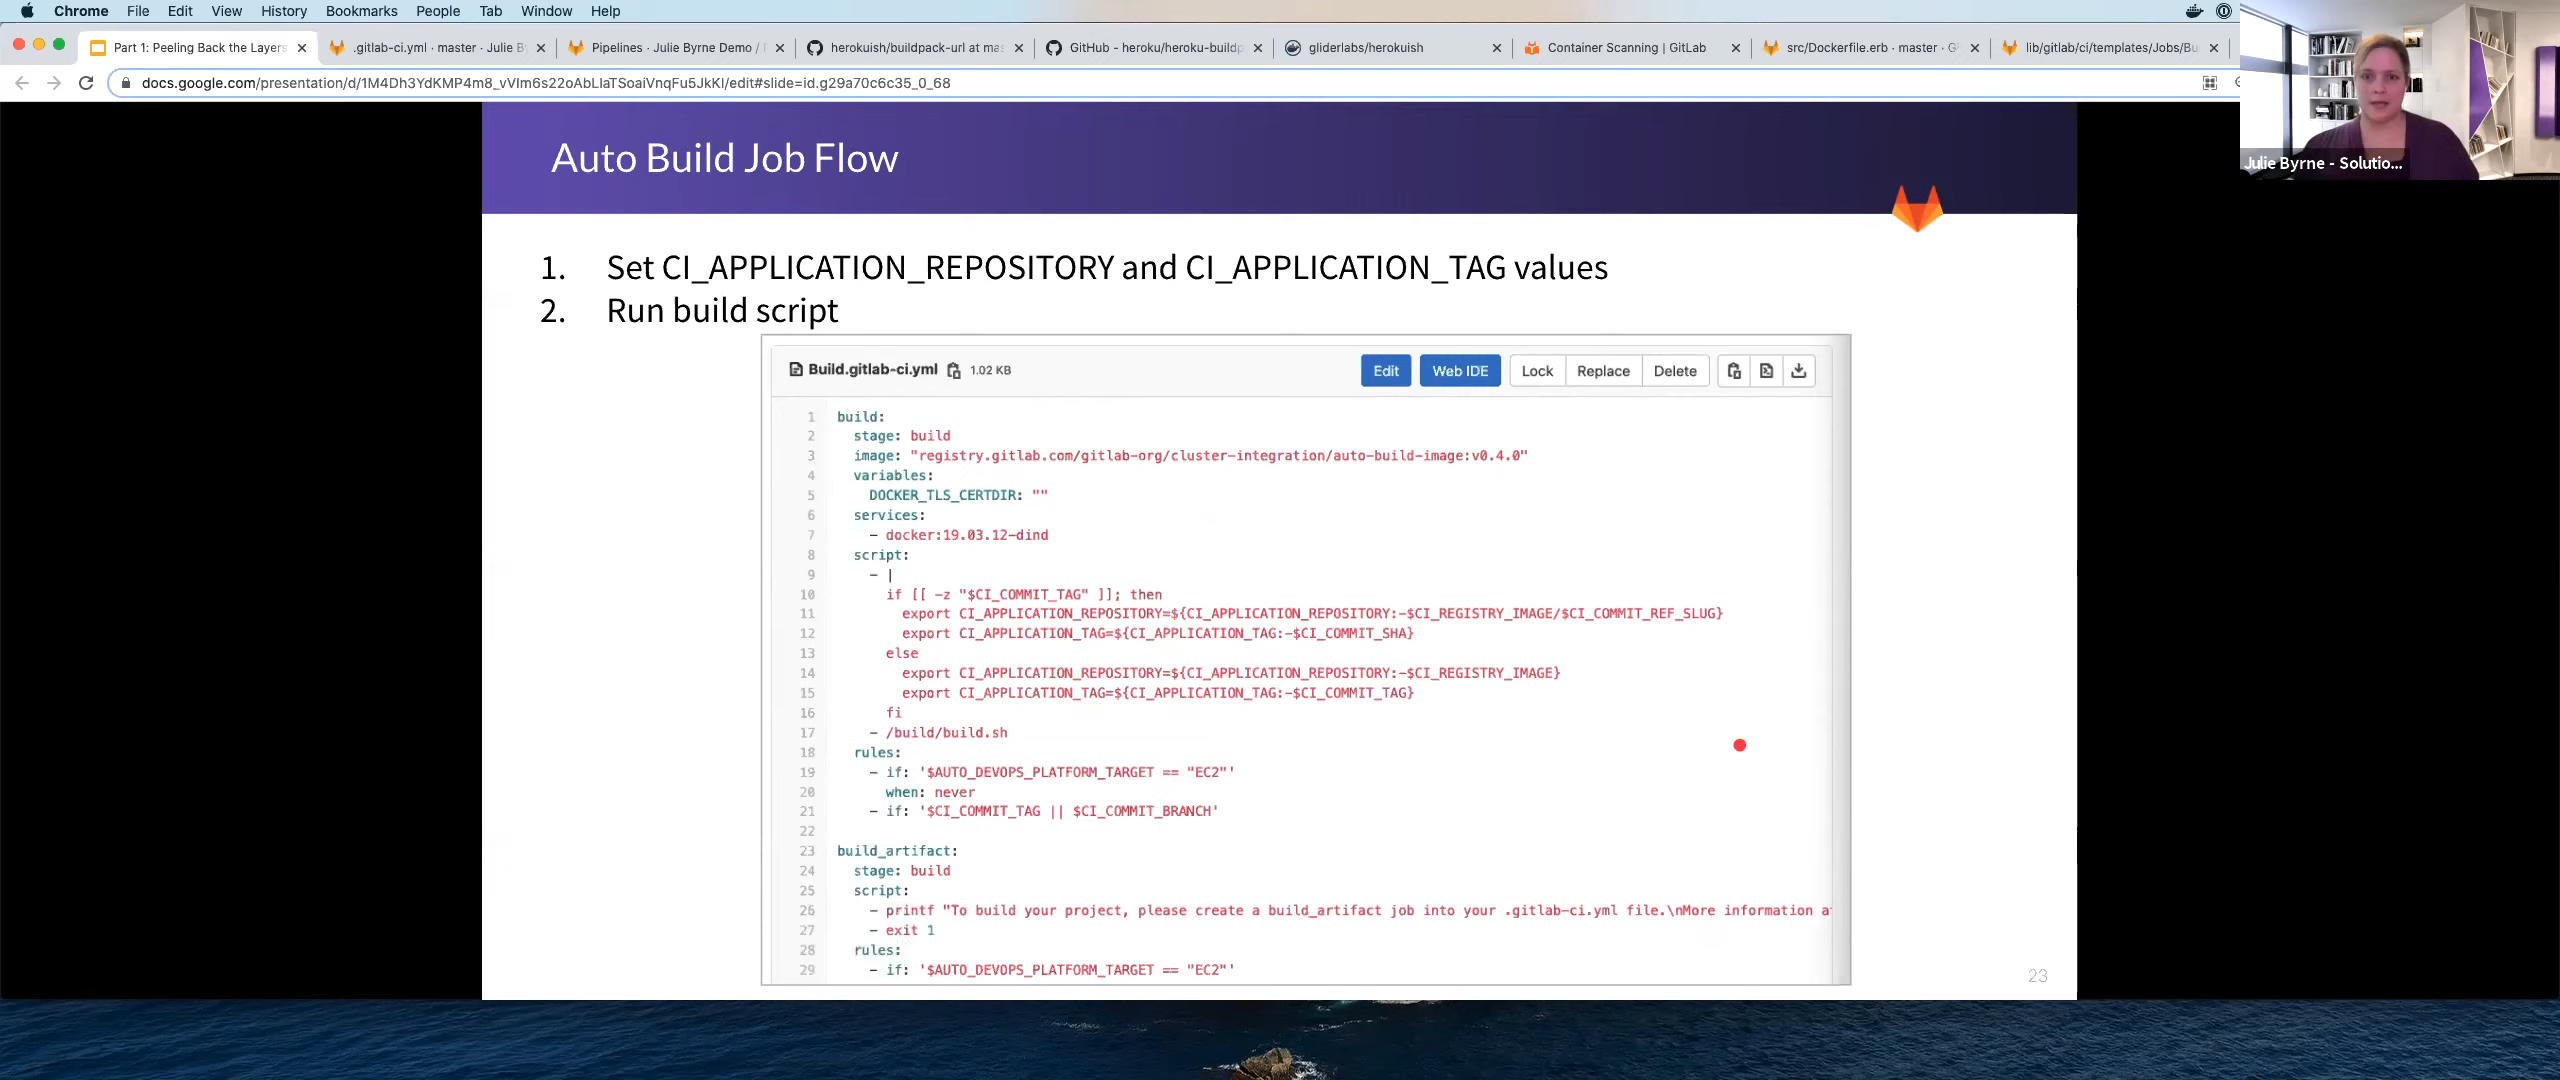 Chrome File Edit View History Bookmarks People Tab Window Help
Part 1: Peeling Back the Layers
.gitlab-ci.yml · master · Julie B
Pipelines · Julie Byrne Demo /
herokuish/buildpack-url at mas
GitHub - heroku/heroku-buildp
gliderlabs/herokuish
Container Scanning | GitLab
src/Dockerfile.erb · master · G
lib/gitlab/ci/templates/Jobs/Bu
docs.google.com/presentation/d/1M4Dh3YdKMP4m8_vVIm6s22oAbLIaTSoaiVnqFu5JkKI/edit#slide=id.g29a70c6c35_0_68
Julie Byrne - Solutio...
Auto Build Job Flow
1. Set CI_APPLICATION_REPOSITORY and CI_APPLICATION_TAG values
2. Run build script
Build.gitlab-ci.yml 1.02 KB Edit Web IDE Lock Replace Delete
1 build:
2 stage: build
3 image: "registry.gitlab.com/gitlab-org/cluster-integration/auto-build-image:v0.4.0"
4 variables:
5 DOCKER_TLS_CERTDIR: ""
6 services:
7 - docker:19.03.12-dind
8 script:
9 - |
10 if [[ -z "$CI_COMMIT_TAG" ]]; then
11 export CI_APPLICATION_REPOSITORY=${CI_APPLICATION_REPOSITORY:-$CI_REGISTRY_IMAGE/$CI_COMMIT_REF_SLUG}
12 export CI_APPLICATION_TAG=${CI_APPLICATION_TAG:-$CI_COMMIT_SHA}
13 else
14 export CI_APPLICATION_REPOSITORY=${CI_APPLICATION_REPOSITORY:-$CI_REGISTRY_IMAGE}
15 export CI_APPLICATION_TAG=${CI_APPLICATION_TAG:-$CI_COMMIT_TAG}
16 fi
17 - /build/build.sh
18 rules:
19 - if: '$AUTO_DEVOPS_PLATFORM_TARGET == "EC2"'
20 when: never
21 - if: '$CI_COMMIT_TAG || $CI_COMMIT_BRANCH'
22
23 build_artifact:
24 stage: build
25 script:
26 - printf "To build your project, please create a build_artifact job into your .gitlab-ci.yml file.\nMore information a
27 - exit 1
28 rules:
29 - if: '$AUTO_DEVOPS_PLATFORM_TARGET == "EC2"'
23